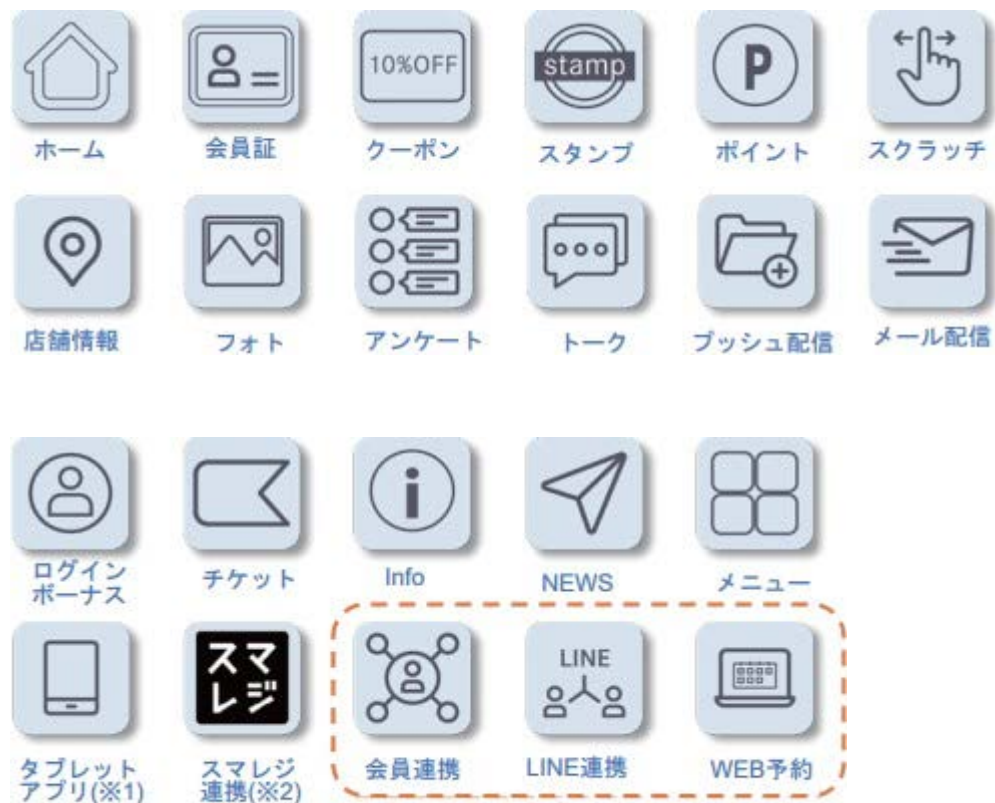 10%OFF
stamp
P
ホーム
会員証
クーポン
スタンプ
ポイント
スクラッチ
店舗情報
フォト
アンケート
トーク
プッシュ配信
メール配信
i
ログイン
ボーナス
チケット
Info
NEWS
メニュー
スマ
レジ
LINE
タブレット
アプリ(※1)
スマレジ
連携(※2)
会員連携
LINE連携
WEB予約